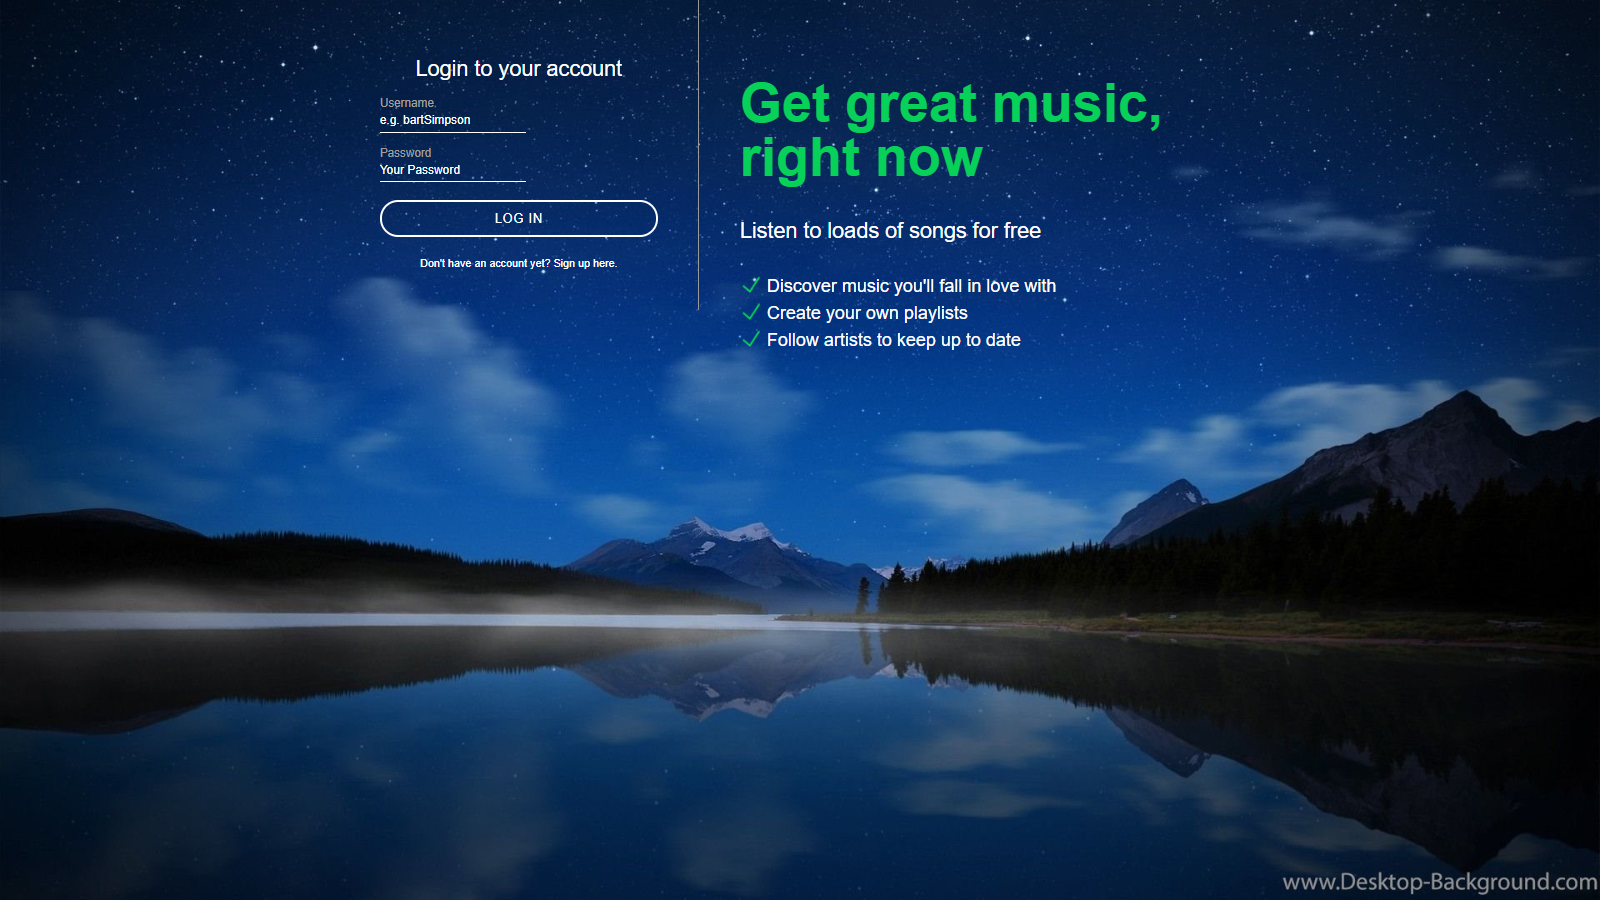 Login to your account
Username
e.g. bartSimpson
Password
Your Password
LOG IN
Don't have an account yet? Sign up here.
Get great music,
right now
Listen to loads of songs for free
Discover music you'll fall in love with
Create your own playlists
Follow artists to keep up to date
www.Desktop-Background.com